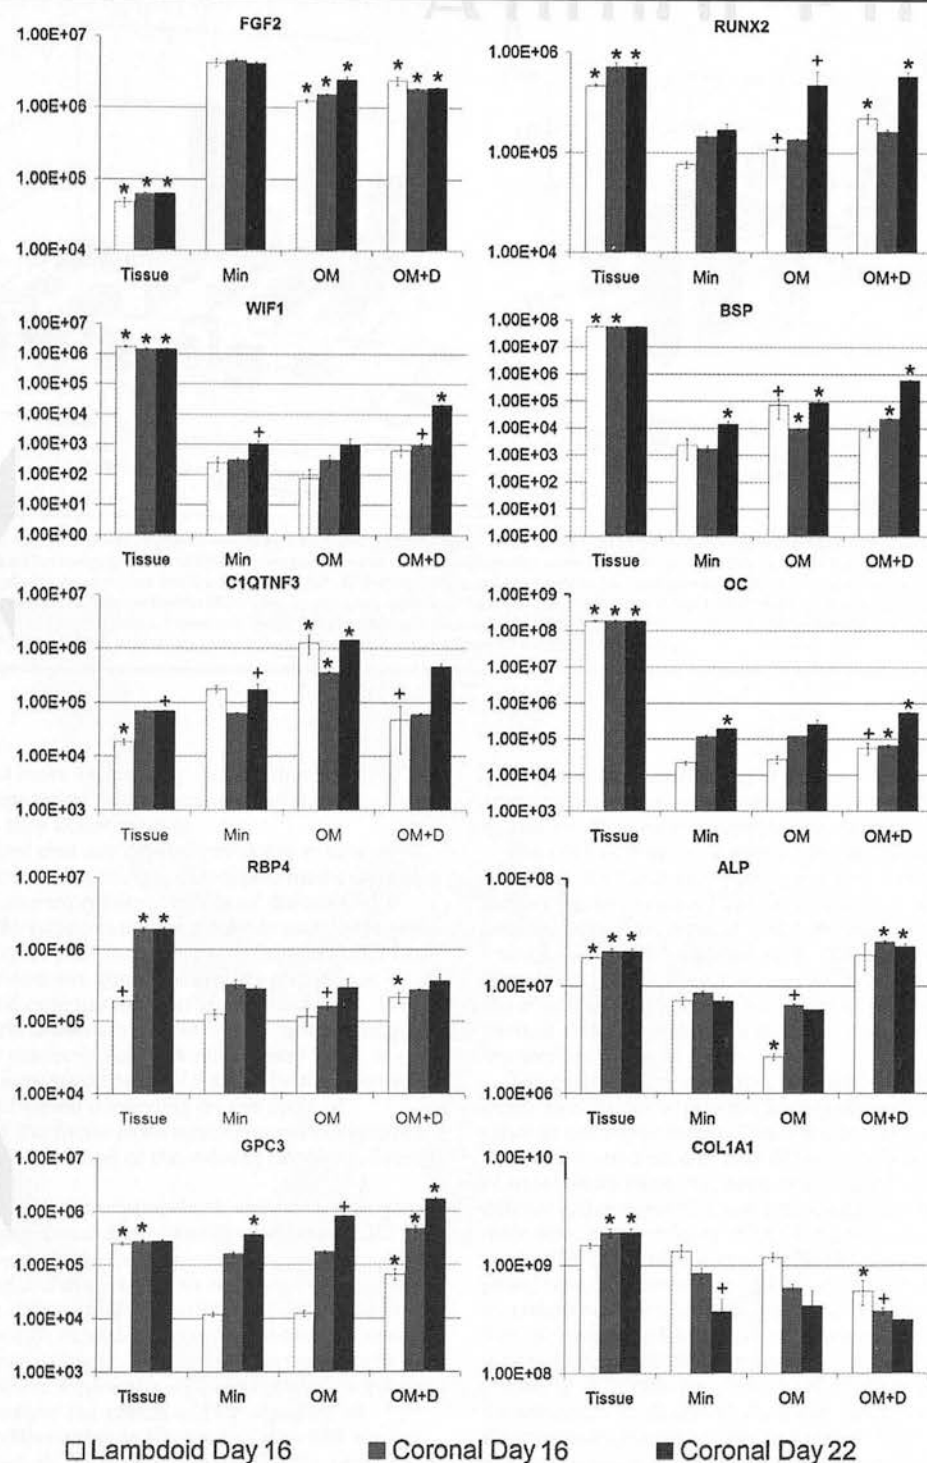 FGF2
1.00E+07
1.00E+06
1.00E+05
1.00E+04
* * *
* * *
* * *
Tissue Min OM OM+D
RUNX2
1.00E+06
1.00E+05
1.00E+04
* * *
+ +
* *
Tissue Min OM OM+D
WIF1
1.00E+07
1.00E+06
1.00E+05
1.00E+04
1.00E+03
1.00E+02
1.00E+01
1.00E+00
* * *
+
+ *
Tissue Min OM OM+D
BSP
1.00E+08
1.00E+07
1.00E+06
1.00E+05
1.00E+04
1.00E+03
1.00E+02
1.00E+01
1.00E+00
* *
*
+ * *
* *
Tissue Min OM OM+D
C1QTNF3
1.00E+07
1.00E+06
1.00E+05
1.00E+04
1.00E+03
* +
+
* * *
+
Tissue Min OM OM+D
OC
1.00E+09
1.00E+08
1.00E+07
1.00E+06
1.00E+05
1.00E+04
1.00E+03
* * *
*
+ * *
Tissue Min OM OM+D
RBP4
1.00E+07
1.00E+06
1.00E+05
1.00E+04
+ * *
+
*
Tissue Min OM OM+D
ALP
1.00E+08
1.00E+07
1.00E+06
* * *
* +
* *
Tissue Min OM OM+D
GPC3
1.00E+07
1.00E+06
1.00E+05
1.00E+04
1.00E+03
* *
*
+
* * *
Tissue Min OM OM+D
COL1A1
1.00E+10
1.00E+09
1.00E+08
* *
+
* +
Tissue Min OM OM+D
Lambdoid Day 16 Coronal Day 16 Coronal Day 22